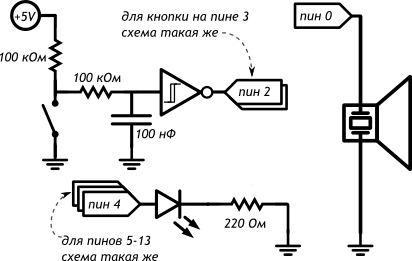 +5V
для кнопки на пине 3
схема такая же
пин 0
100 кОм
100 кОм
пин 2
100 нФ
пин 4
220 Ом
для пинов 5-13
схема такая же